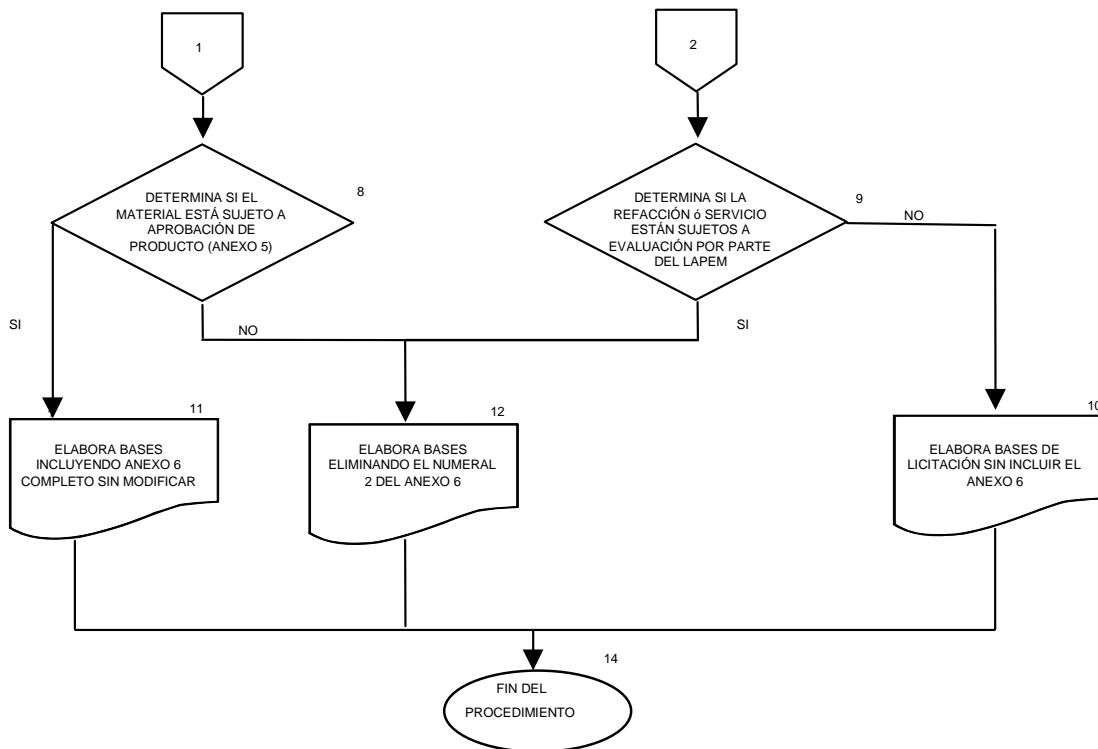 1
2
8
DETERMINA SI EL
MATERIAL ESTÁ SUJETO A
APROBACIÓN DE
PRODUCTO (ANEXO 5)
9
DETERMINA SI LA
REFACCIÓN ó SERVICIO
ESTÁN SUJETOS A
EVALUACIÓN POR PARTE
DEL LAPEM
NO
SI
NO
SI
11
ELABORA BASES
INCLUYENDO ANEXO 6
COMPLETO SIN MODIFICAR
12
ELABORA BASES
ELIMINANDO EL NUMERAL
2 DEL ANEXO 6
10
ELABORA BASES DE
LICITACIÓN SIN INCLUIR EL
ANEXO 6
14
FIN DEL
PROCEDIMIENTO